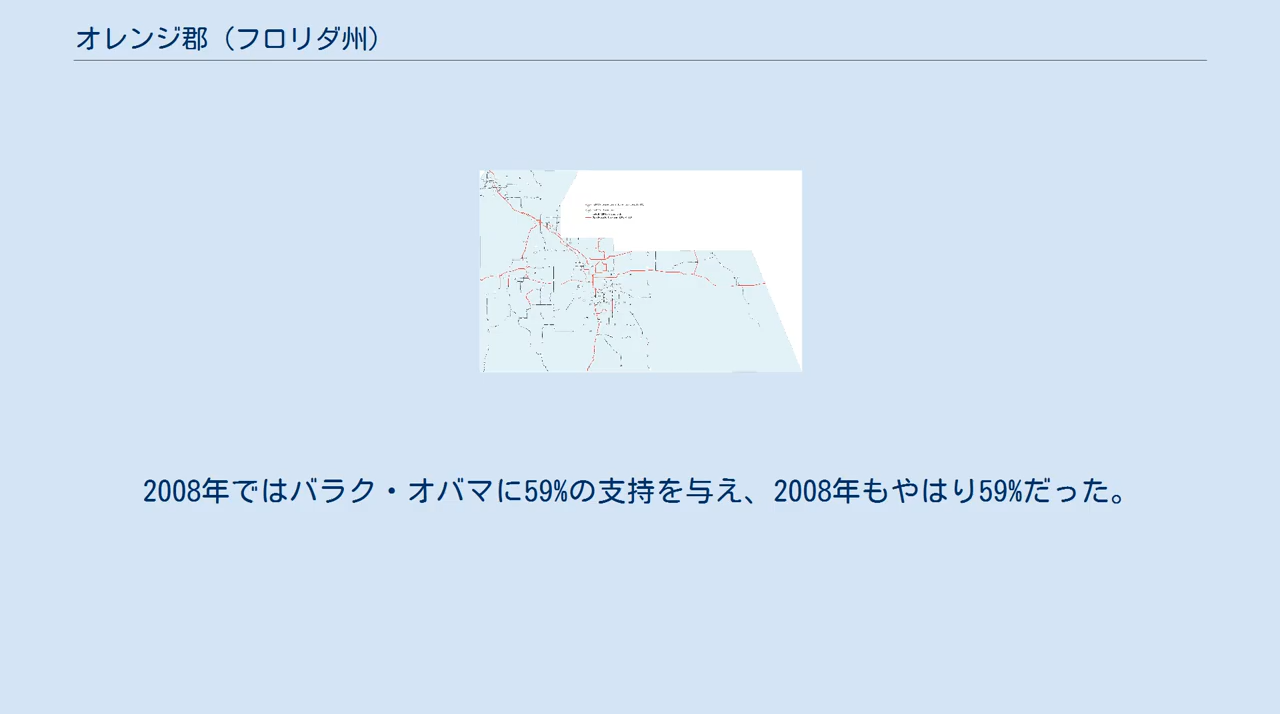 オレンジ郡（フロリダ州）
2008年ではバラク・オバマに59%の支持を与え、2008年もやはり59%だった。